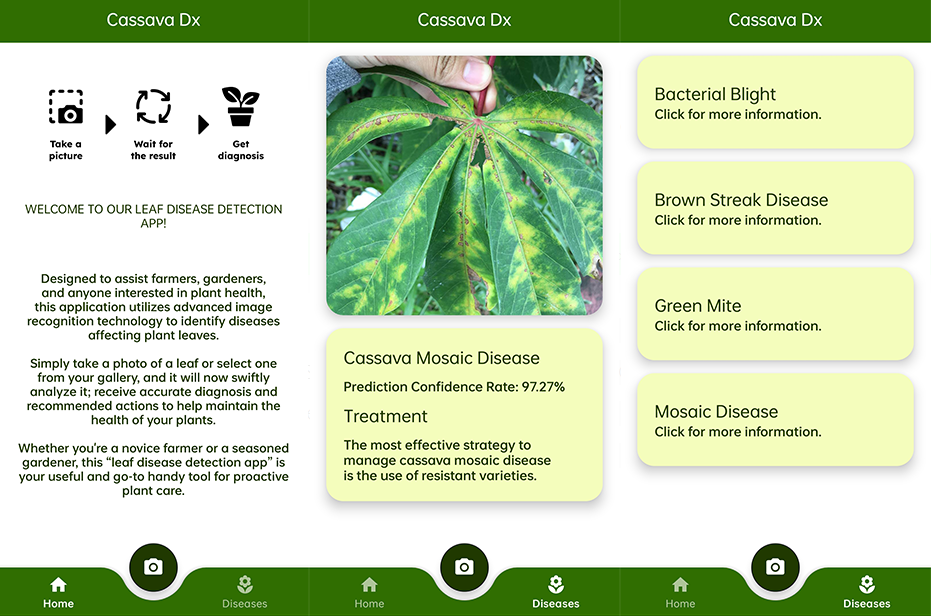 Cassava Dx
Take a
picture
Wait for
the result
Get
diagnosis
WELCOME TO OUR LEAF DISEASE DETECTION
APP!
Designed to assist farmers, gardeners,
and anyone interested in plant health,
this application utilizes advanced image
recognition technology to identify diseases
affecting plant leaves.
Simply take a photo of a leaf or select one
from your gallery, and it will now swiftly
analyze it; receive accurate diagnosis and
recommended actions to help maintain the
health of your plants.
Whether you're a novice farmer or a seasoned
gardener, this "leaf disease detection app" is
your useful and go-to handy tool for proactive
plant care.
Home
Diseases
Cassava Dx
Cassava Mosaic Disease
Prediction Confidence Rate: 97.27%
Treatment
The most effective strategy to
manage cassava mosaic disease
is the use of resistant varieties.
Home
Diseases
Cassava Dx
Bacterial Blight
Click for more information.
Brown Streak Disease
Click for more information.
Green Mite
Click for more information.
Mosaic Disease
Click for more information.
Home
Diseases